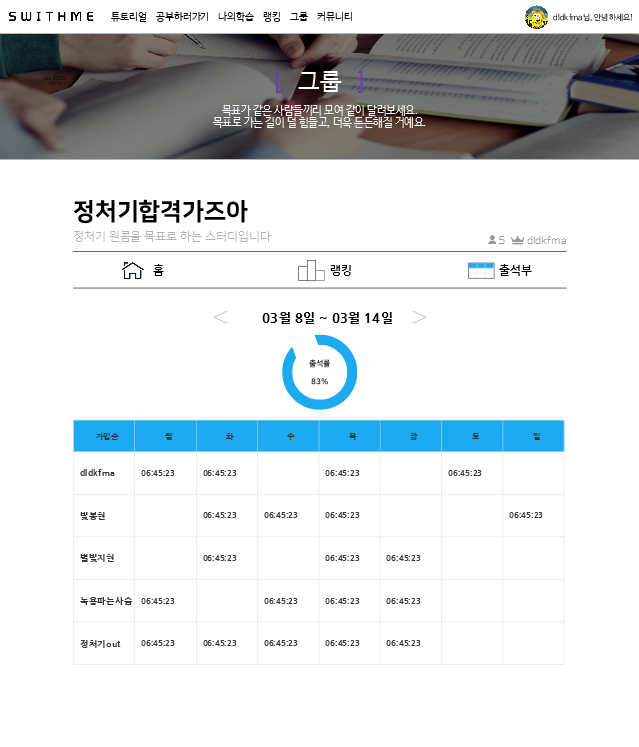 SWITHME 튜토리얼 공부하러가기 나의학습 랭킹 그룹 커뮤니티 dldkfma님, 안녕하세요!
[ 그룹 ]
목표가 같은 사람들끼리 모여 같이 달려보세요.
목표로 가는 길이 덜 힘들고, 더욱 든든해질 거예요.
정처기합격가즈아
정처기 원콤을 목표로 하는 스터디입니다
5 dldkfma
홈 랭킹 출석부
< 03월 8일 ~ 03월 14일 >
출석률
83%
가입순 월 화 수 목 금 토 일
dldkfma 06:45:23 06:45:23 06:45:23 06:45:23
빛봉현 06:45:23 06:45:23 06:45:23 06:45:23
별빛지현 06:45:23 06:45:23 06:45:23
녹용파는사슴 06:45:23 06:45:23 06:45:23 06:45:23
정처기out 06:45:23 06:45:23 06:45:23 06:45:23 06:45:23